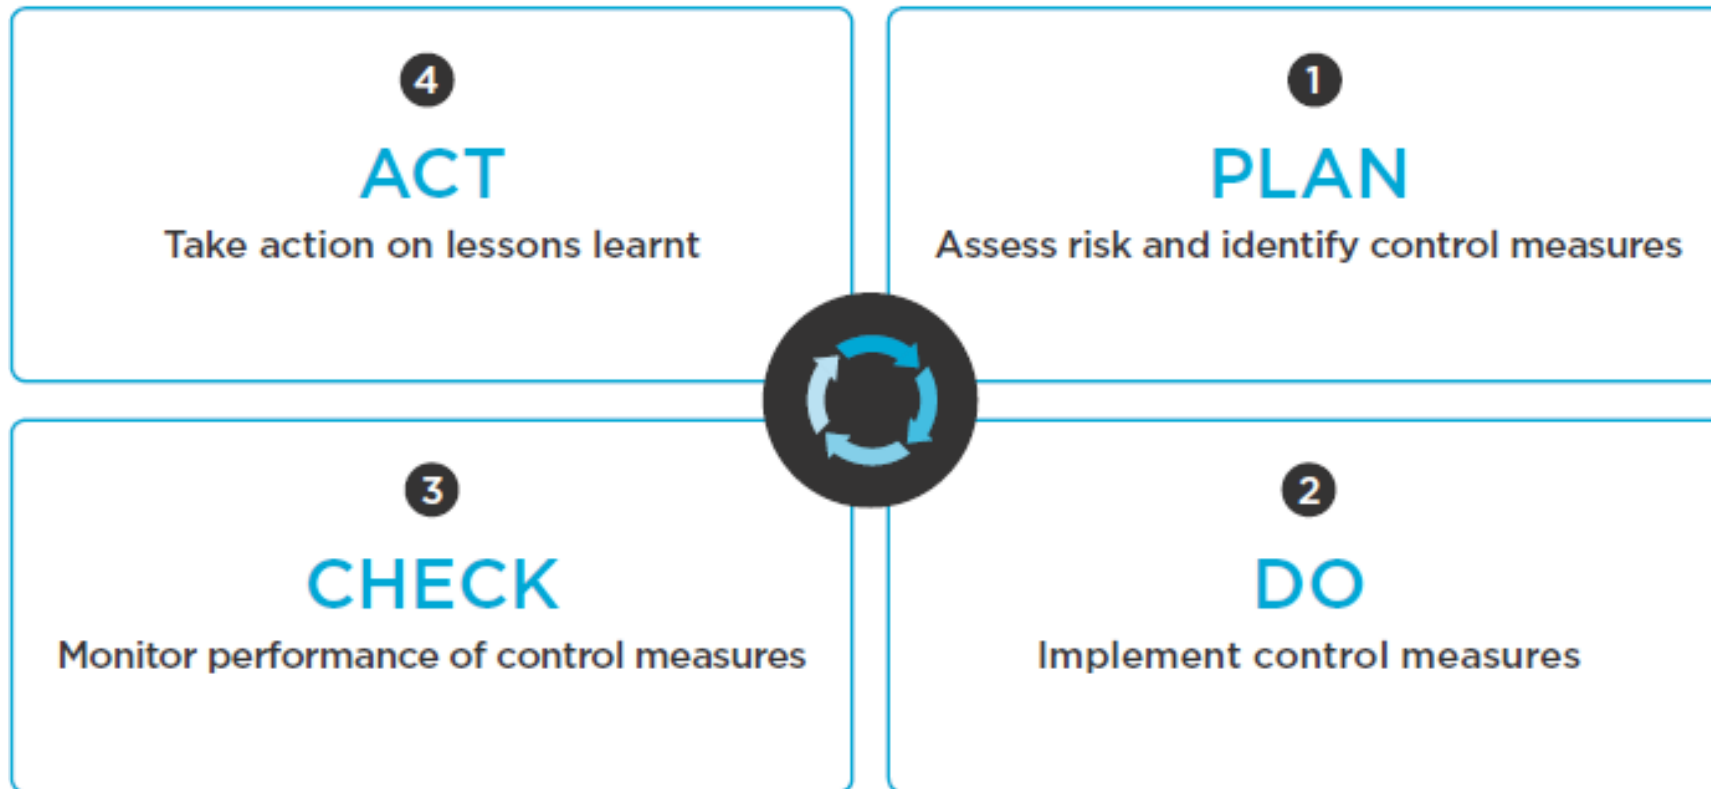 4
ACT
Take action on lessons learnt
1
PLAN
Assess risk and identify control measures
3
CHECK
Monitor performance of control measures
2
DO
Implement control measures